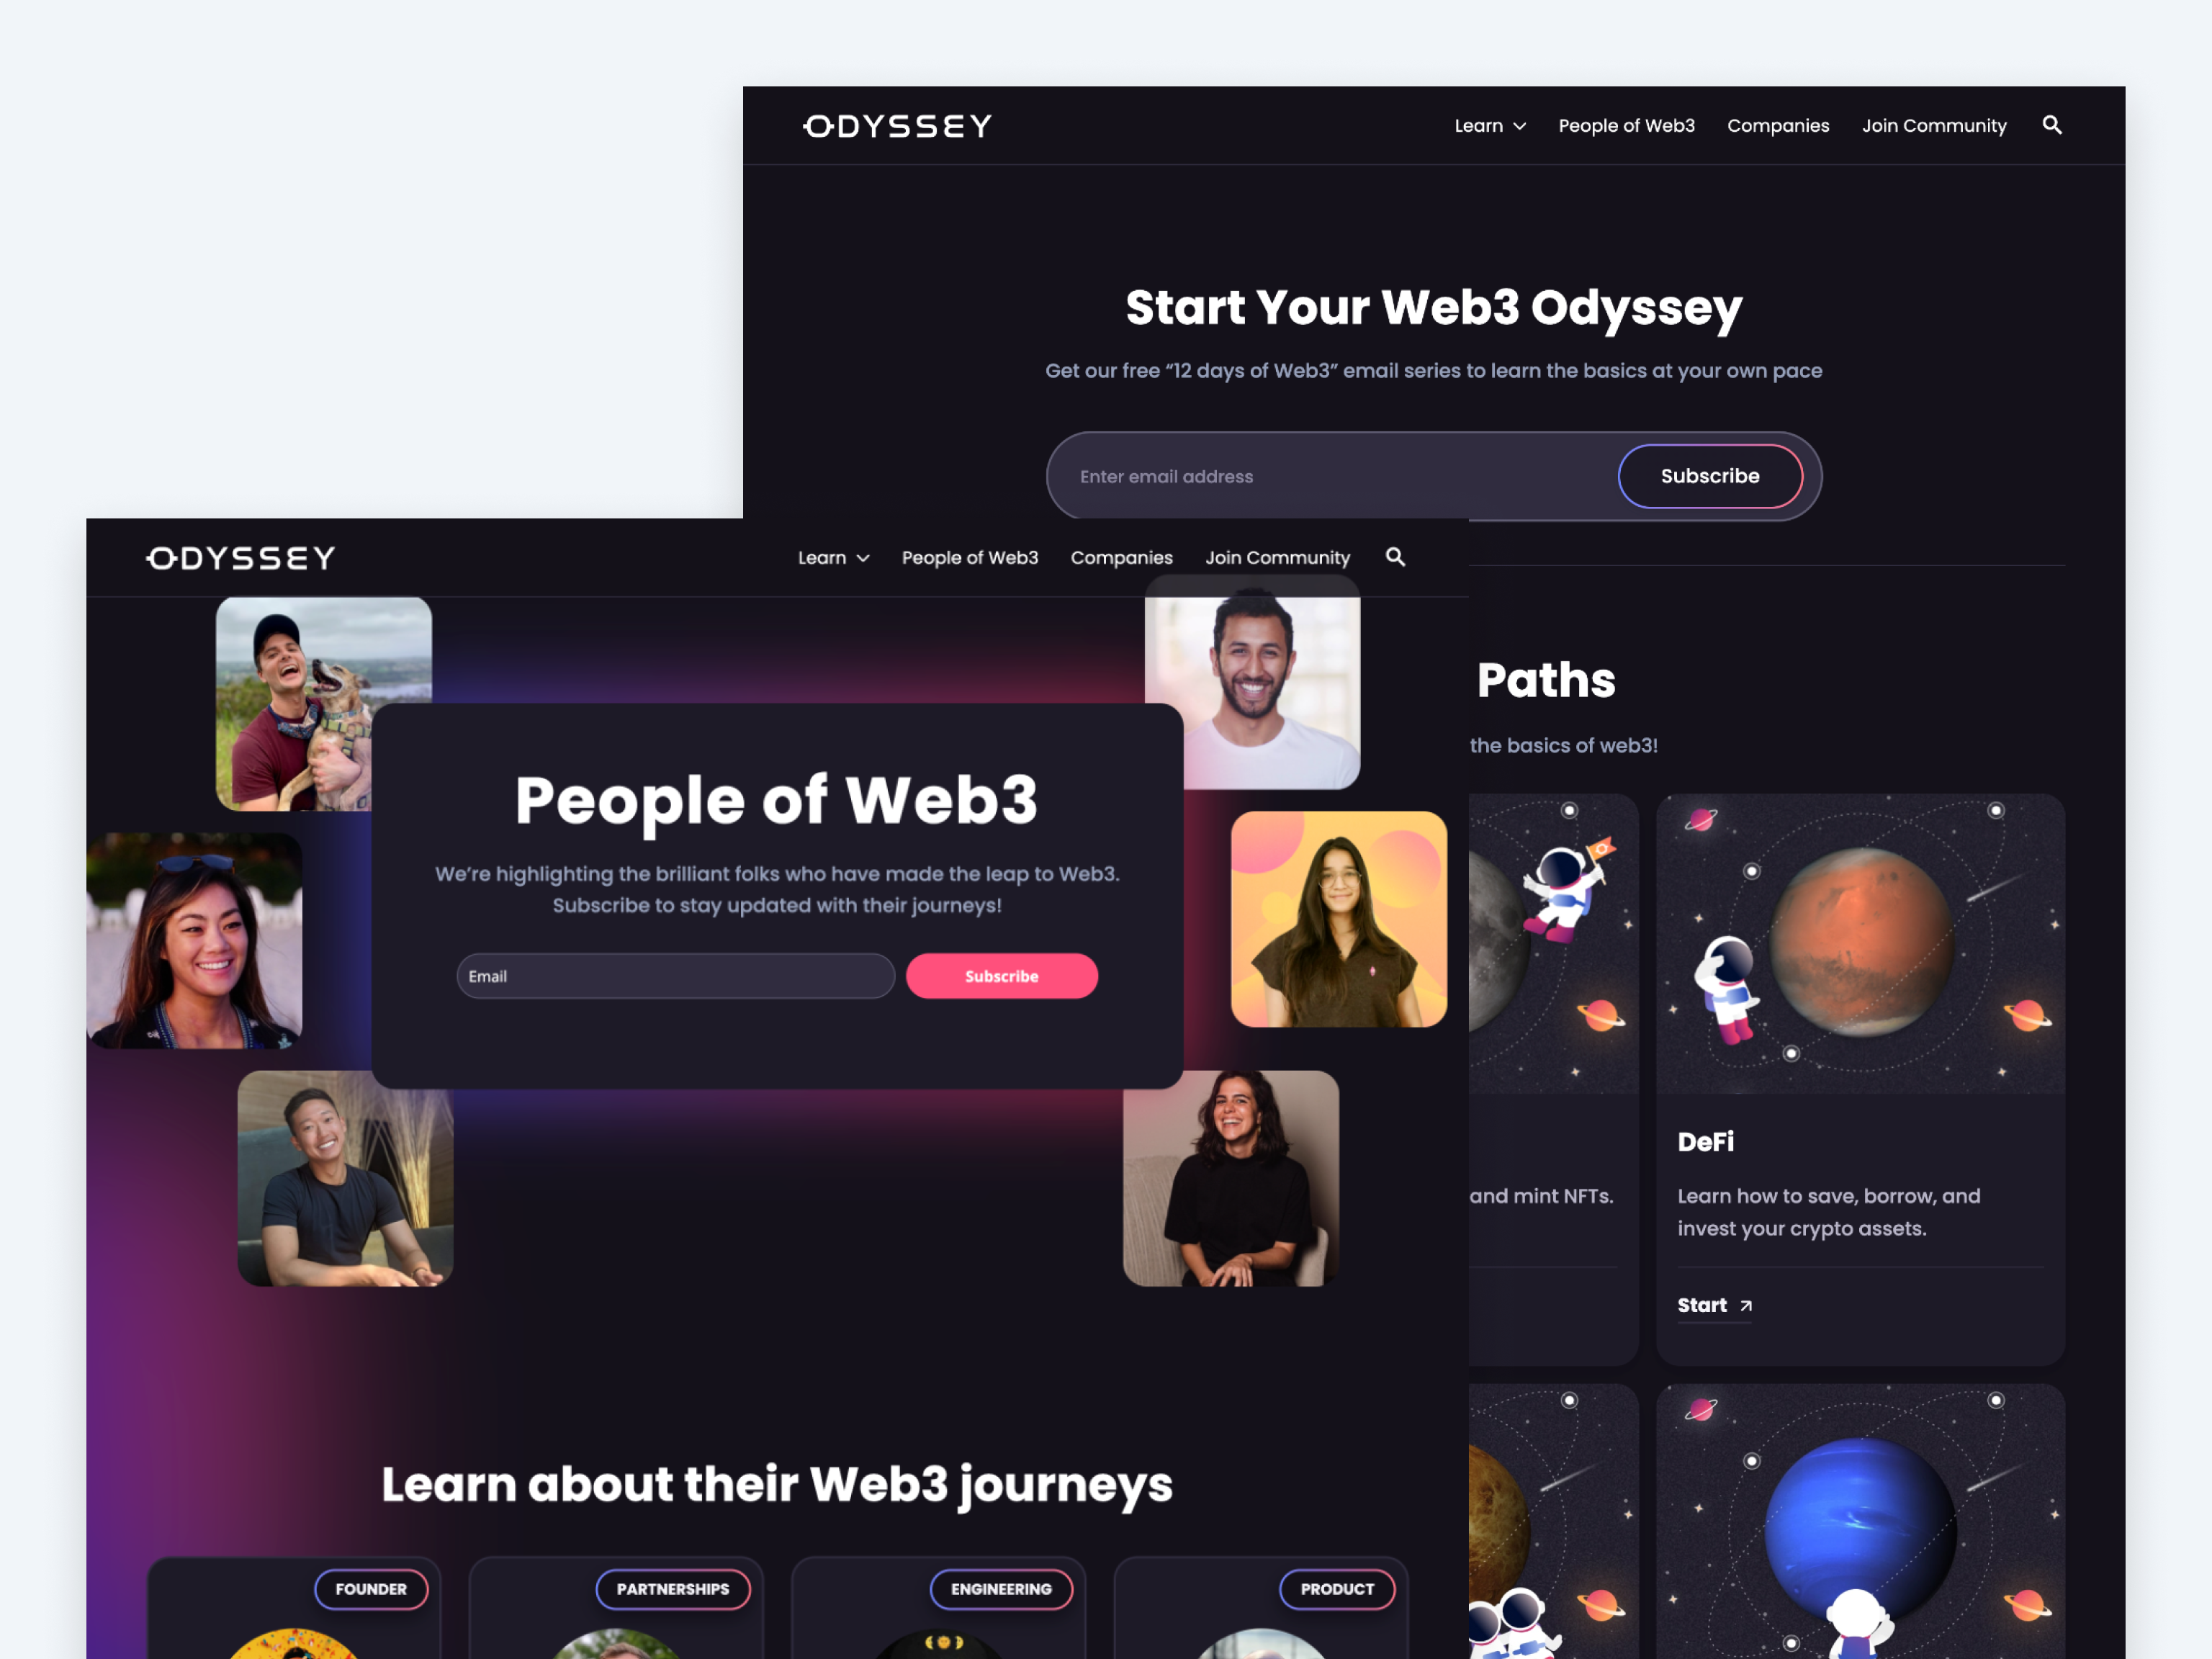 ODYSSEY
Learn People of Web3 Companies Join Community
Start Your Web3 Odyssey
Get our free “12 days of Web3” email series to learn the basics at your own pace
Enter email address
Subscribe
Paths
the basics of web3!
and mint NFTs.
DeFi
Learn how to save, borrow, and
invest your crypto assets.
Start
ODYSSEY
Learn People of Web3 Companies Join Community
People of Web3
We’re highlighting the brilliant folks who have made the leap to Web3.
Subscribe to stay updated with their journeys!
Email
Subscribe
Learn about their Web3 journeys
FOUNDER
PARTNERSHIPS
ENGINEERING
PRODUCT